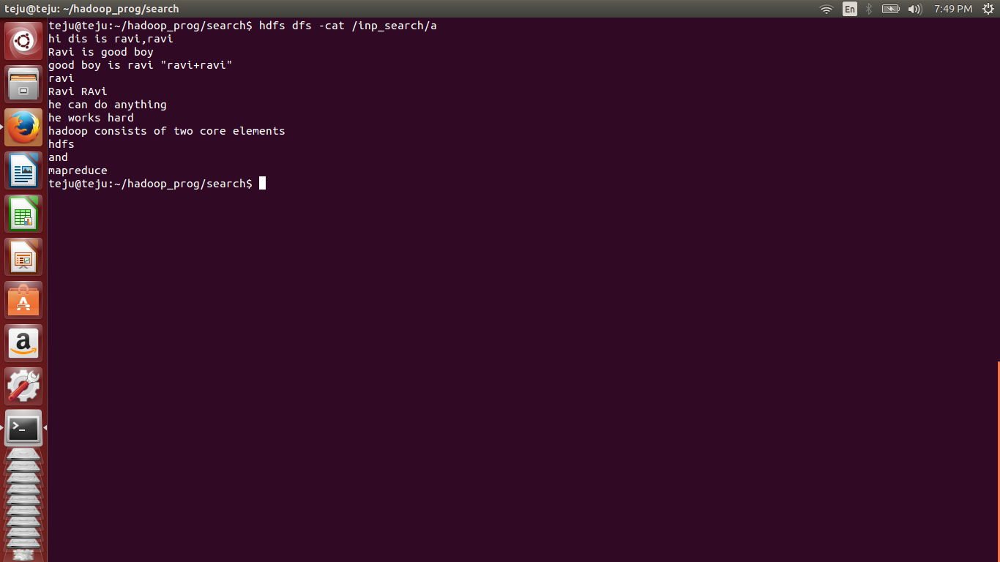 teju@teju: ~/hadoop_prog/search
En
7:49 PM
teju@teju:~/hadoop_prog/search$ hdfs dfs -cat /inp_search/a
hi dis is ravi,ravi
Ravi is good boy
good boy is ravi "ravi+ravi"
ravi
Ravi RAvi
he can do anything
he works hard
hadoop consists of two core elements
hdfs
and
mapreduce
teju@teju:~/hadoop_prog/search$